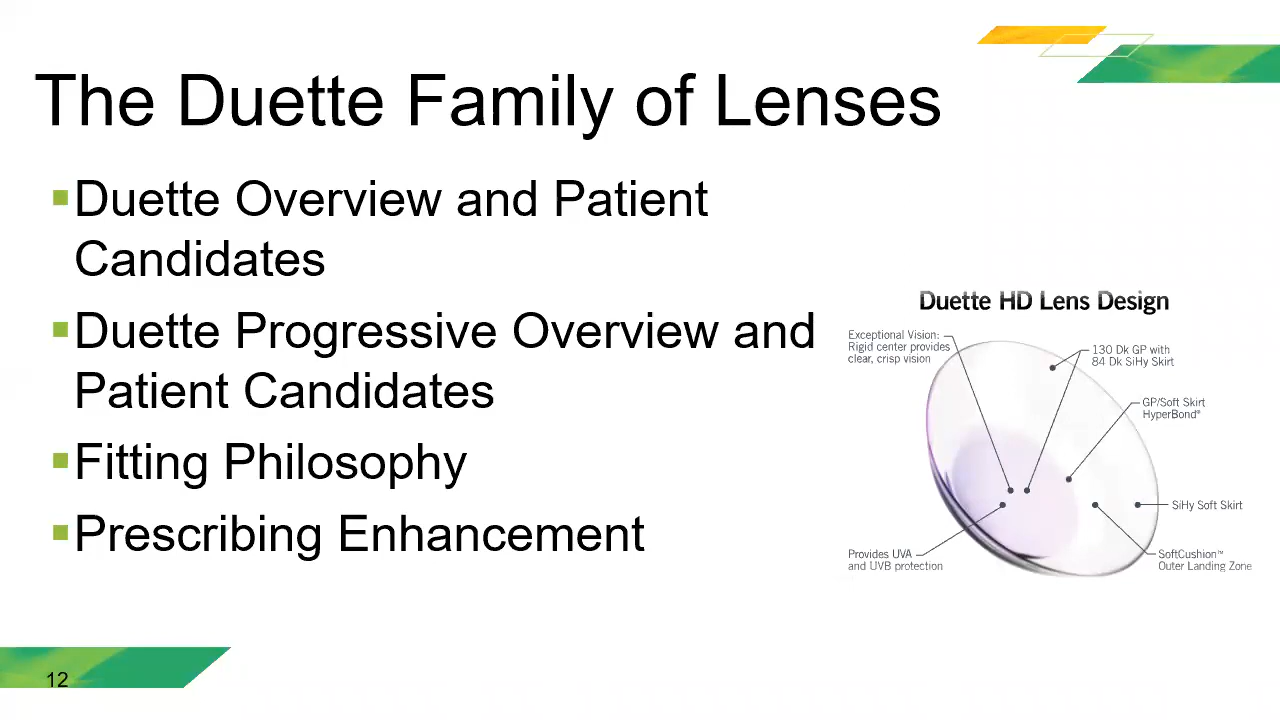 The Duette Family of Lenses
▪Duette Overview and Patient
Candidates
▪Duette Progressive Overview and
Patient Candidates
▪Fitting Philosophy
▪Prescribing Enhancement
Duette HD Lens Design
Exceptional Vision:
Rigid center provides
clear, crisp vision
130 Dk GP with
84 Dk SiHy Skirt
GP/Soft Skirt
HyperBond®
SiHy Soft Skirt
Provides UVA
and UVB protection
SoftCushion™
Outer Landing Zone
12